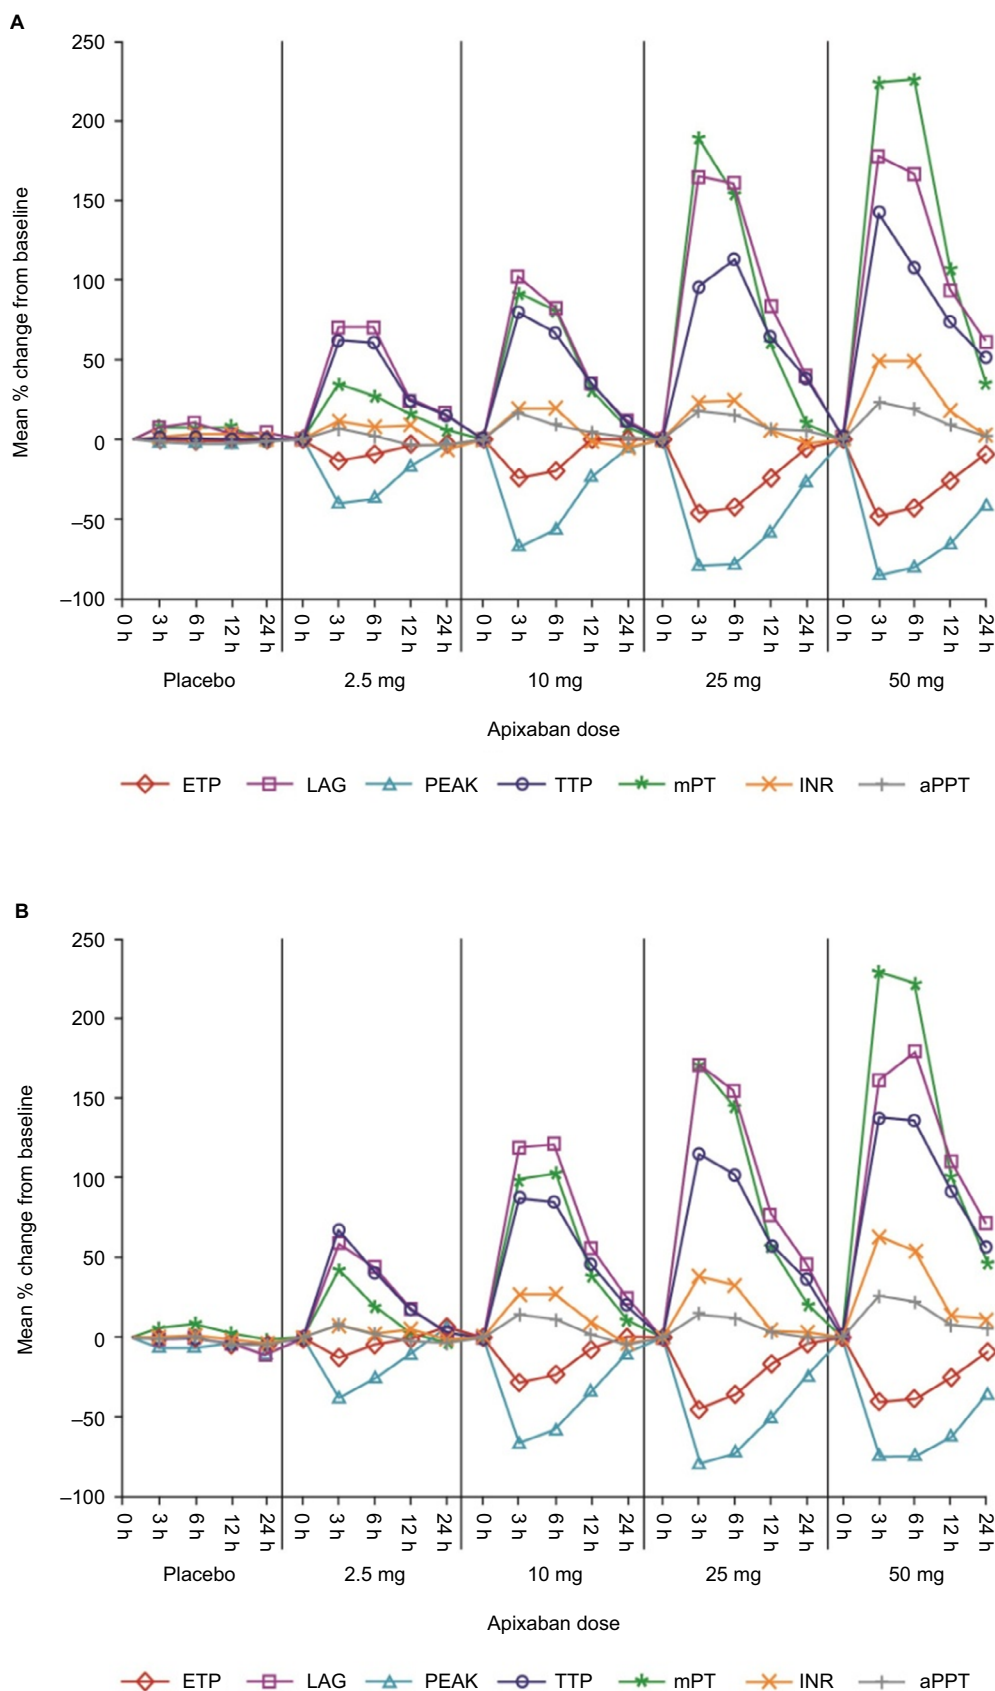 A
250
200
150
100
50
0
–50
–100
Mean % change from baseline
0 h 3 h 6 h 12 h 24 h 0 h 3 h 6 h 12 h 24 h 0 h 3 h 6 h 12 h 24 h 0 h 3 h 6 h 12 h 24 h 0 h 3 h 6 h 12 h 24 h
Placebo 2.5 mg 10 mg 25 mg 50 mg
Apixaban dose
ETP LAG PEAK TTP mPT INR aPPT
B
250
200
150
100
50
0
–50
–100
Mean % change from baseline
0 h 3 h 6 h 12 h 24 h 0 h 3 h 6 h 12 h 24 h 0 h 3 h 6 h 12 h 24 h 0 h 3 h 6 h 12 h 24 h 0 h 3 h 6 h 12 h 24 h
Placebo 2.5 mg 10 mg 25 mg 50 mg
Apixaban dose
ETP LAG PEAK TTP mPT INR aPPT